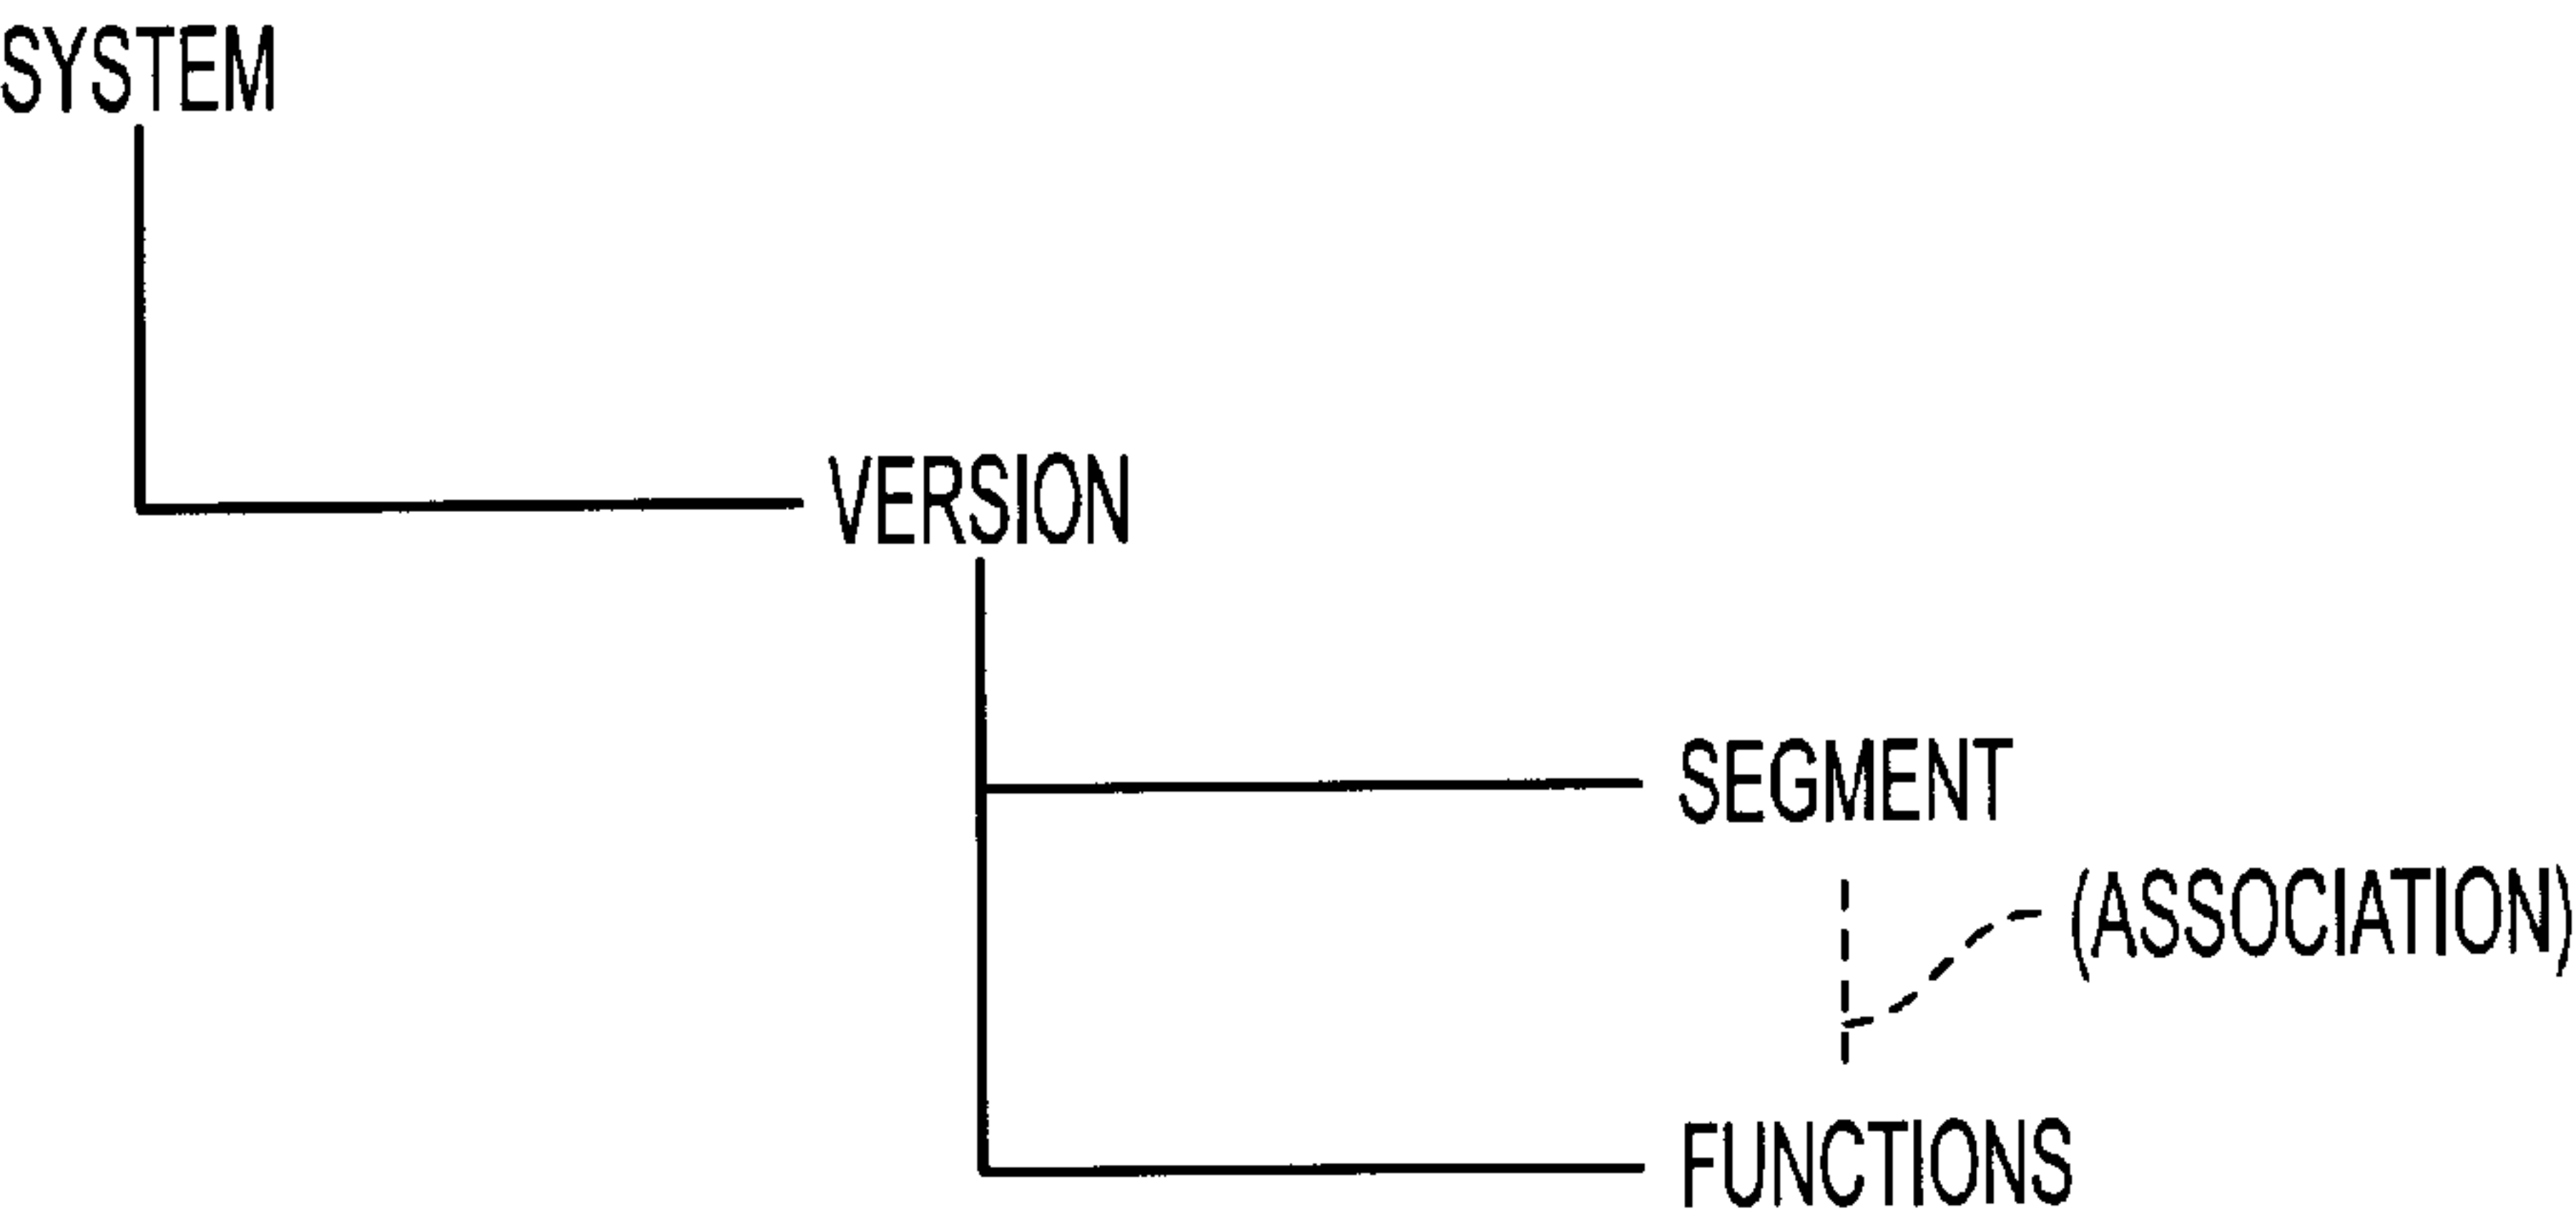 SYSTEM
VERSION
SEGMENT
(ASSOCIATION)
FUNCTIONS